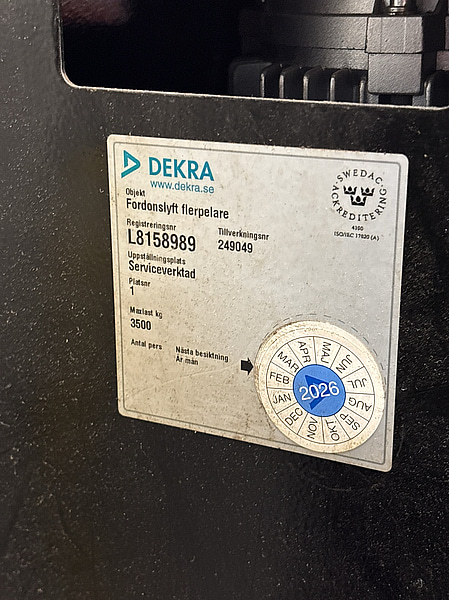 DEKRA
www.dekra.se
SWEDAC
ACKREDITERING
4350
ISO/IEC 17020 (A)
Objekt
Fordonslyft flerpelare
Registreringsnr
L8158989
Tillverkningsnr
249049
Uppställningsplats
Serviceverktad
Platsnr
1
Maxlast kg
3500
Antal pers
Nästa besiktning
År mån
JAN
FEB
MAR
APR
MAJ
JUN
JUL
AUG
SEP
OKT
NOV
DEC
2026